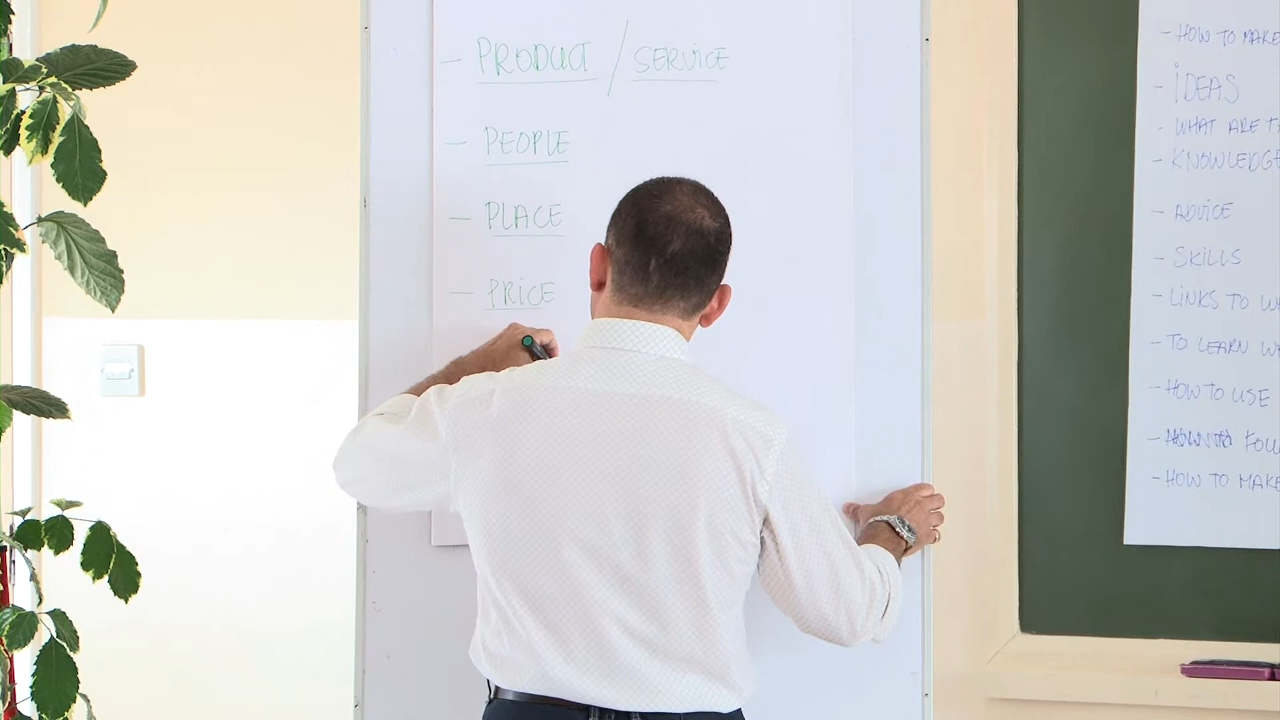 - PRODUCT / SERVICE
- PEOPLE
- PLACE
- PRICE
- HOW TO MAKE
- IDEAS
- WHAT ARE
- KNOWLEDGE
- ADVICE
- SKILLS
- LINKS TO
- TO LEARN
- HOW TO USE
- HOW TO MAKE